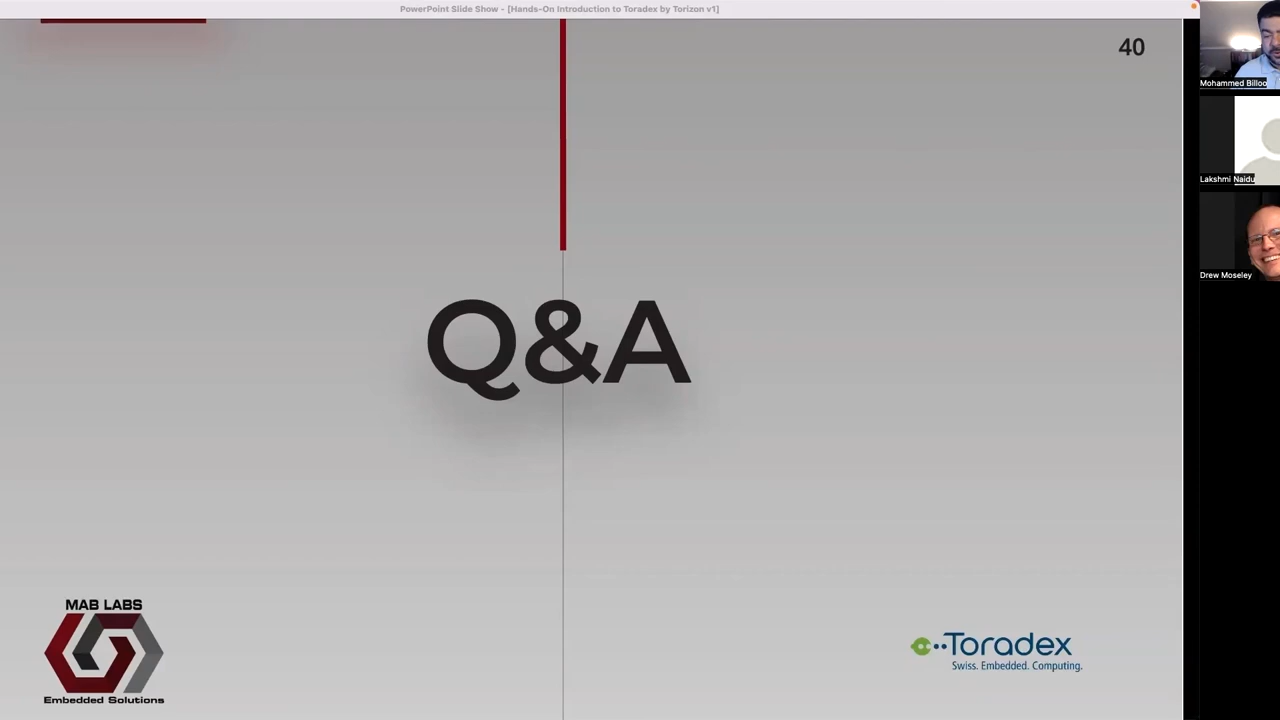 PowerPoint Slide Show - [Hands-On Introduction to Toradex by Torizon v1]
40
Q&A
MAB LABS
Embedded Solutions
Toradex
Swiss. Embedded. Computing.
Mohammed Billoo
Lakshmi Naidu
Drew Moseley